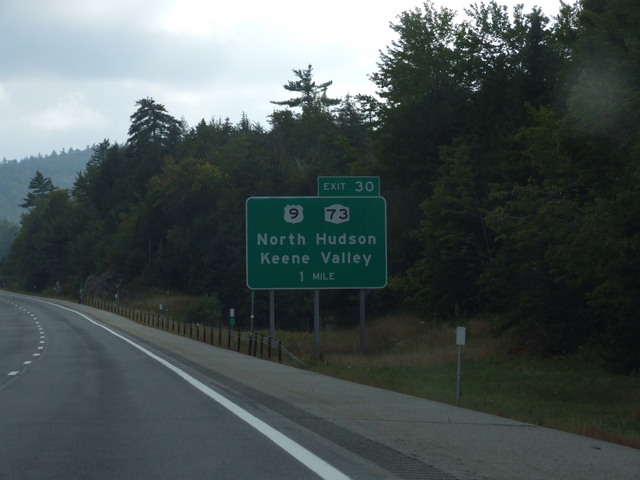 EXIT 30
9 73
North Hudson
Keene Valley
1 MILE